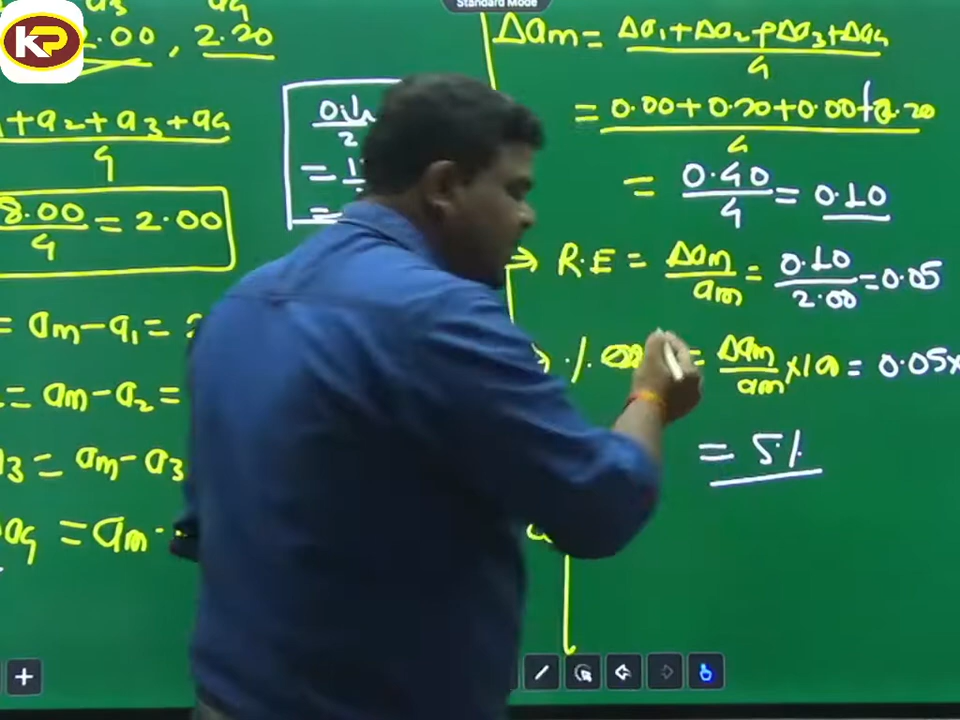 Standard Mode
KP
2.00 , 2.20
+ a2 + a3 + a4
4
8.00 = 2.00
4
= am - a1 =
= am - a2 =
a3 = am - a3
a4 = am -
2
=
=
Δam = Δa1 + Δa2 + Δa3 + Δa4
4
= 0.00 + 0.20 + 0.00 + 0.20
4
= 0.40 = 0.10
4
→ R.E = Δam = 0.10 = 0.05
am 2.00
%. = Δam × 100 = 0.05 ×
am
= 5%